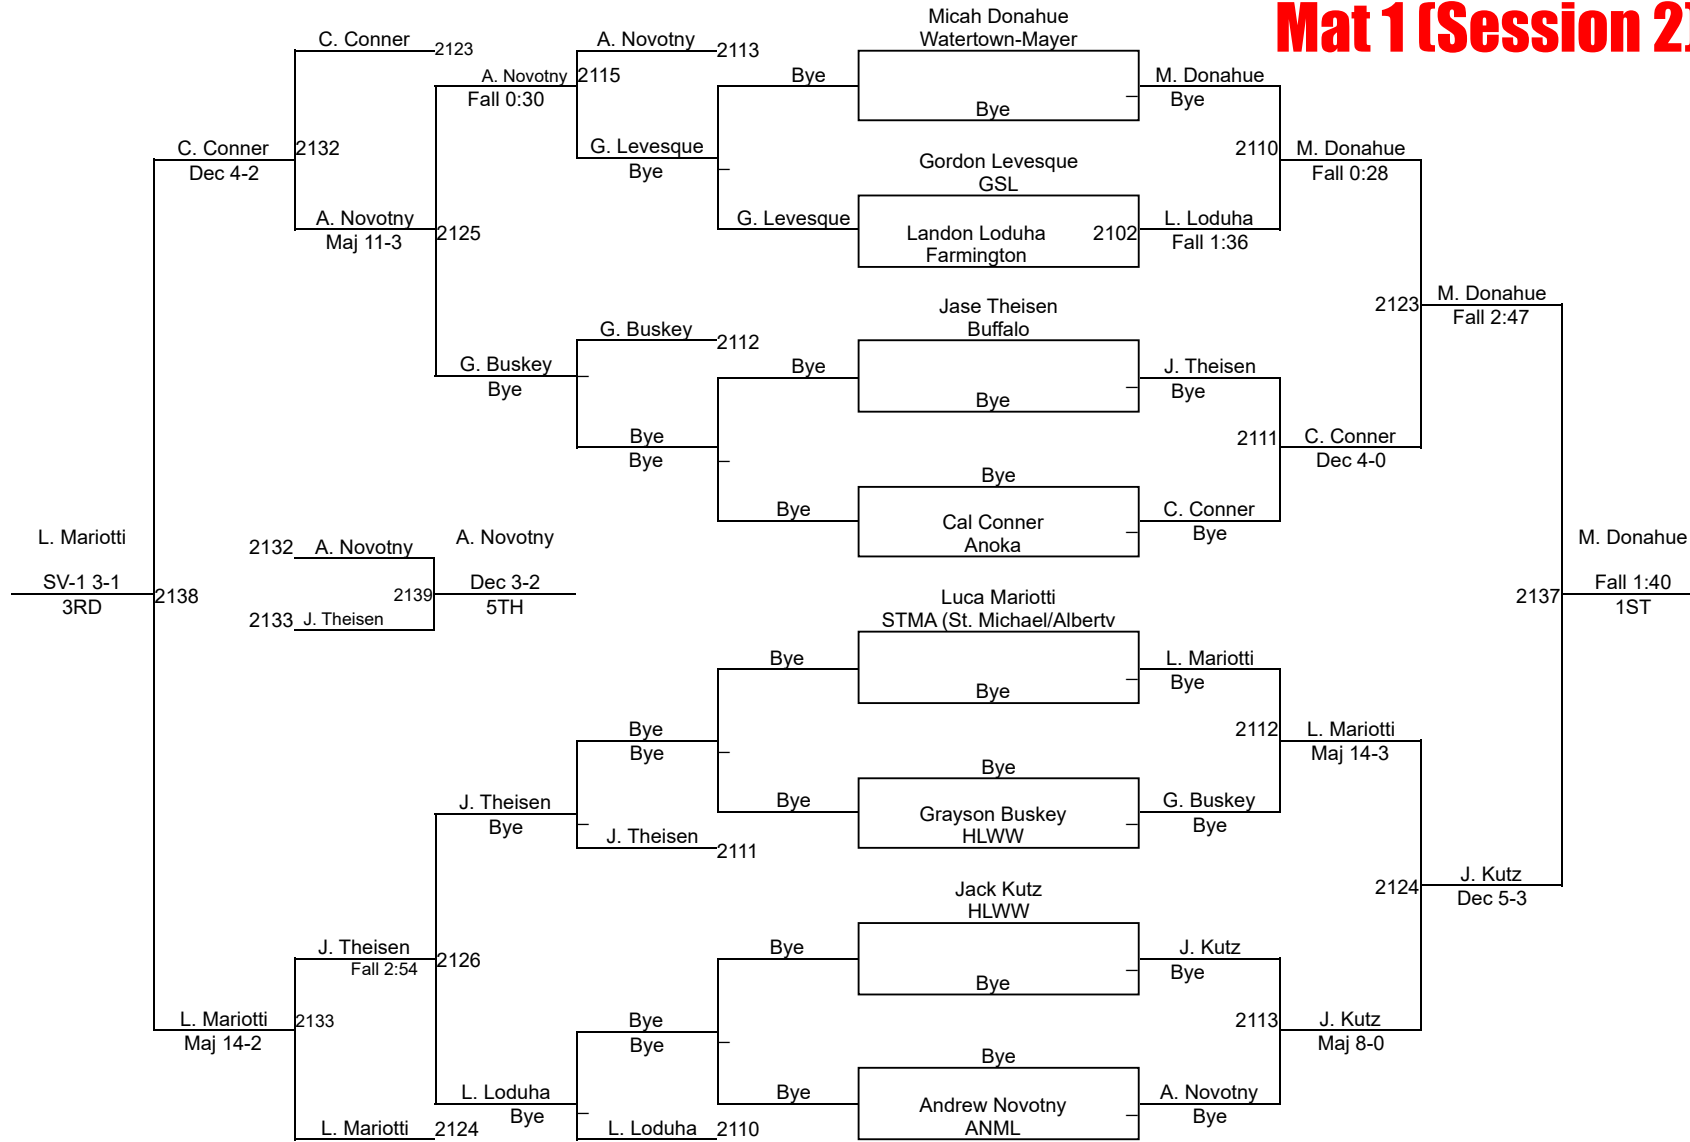 Mat 1 (Session 2)
Micah Donahue
Watertown-Mayer
C. Conner
2123
A. Novotny
2113
A. Novotny
2115
Fall 0:30
Bye
M. Donahue
Bye
Bye
C. Conner
2132
Dec 4-2
G. Levesque
Bye
Gordon Levesque
GSL
2110
M. Donahue
Fall 0:28
A. Novotny
Maj 11-3
2125
G. Levesque
Landon Loduha
Farmington
2102
L. Loduha
Fall 1:36
2123
M. Donahue
Fall 2:47
Jase Theisen
Buffalo
G. Buskey
2112
G. Buskey
Bye
Bye
J. Theisen
Bye
Bye
Bye
Bye
2111
C. Conner
Dec 4-0
Bye
Bye
Cal Conner
Anoka
C. Conner
Bye
L. Mariotti
SV-1 3-1
3RD
2138
2132
A. Novotny
2139
2133
J. Theisen
A. Novotny
Dec 3-2
5TH
M. Donahue
2137
Fall 1:40
1ST
Luca Mariotti
STMA (St. Michael/Albertv
Bye
L. Mariotti
Bye
Bye
Bye
Bye
2112
L. Mariotti
Maj 14-3
Bye
J. Theisen
Bye
Bye
Grayson Buskey
HLWW
G. Buskey
Bye
J. Theisen
2111
2124
J. Kutz
Dec 5-3
Jack Kutz
HLWW
J. Theisen
Fall 2:54
2126
Bye
J. Kutz
Bye
Bye
L. Mariotti
2133
Maj 14-2
Bye
Bye
2113
J. Kutz
Maj 8-0
Bye
L. Loduha
Bye
Bye
Andrew Novotny
ANML
A. Novotny
Bye
L. Mariotti
2124
L. Loduha
2110